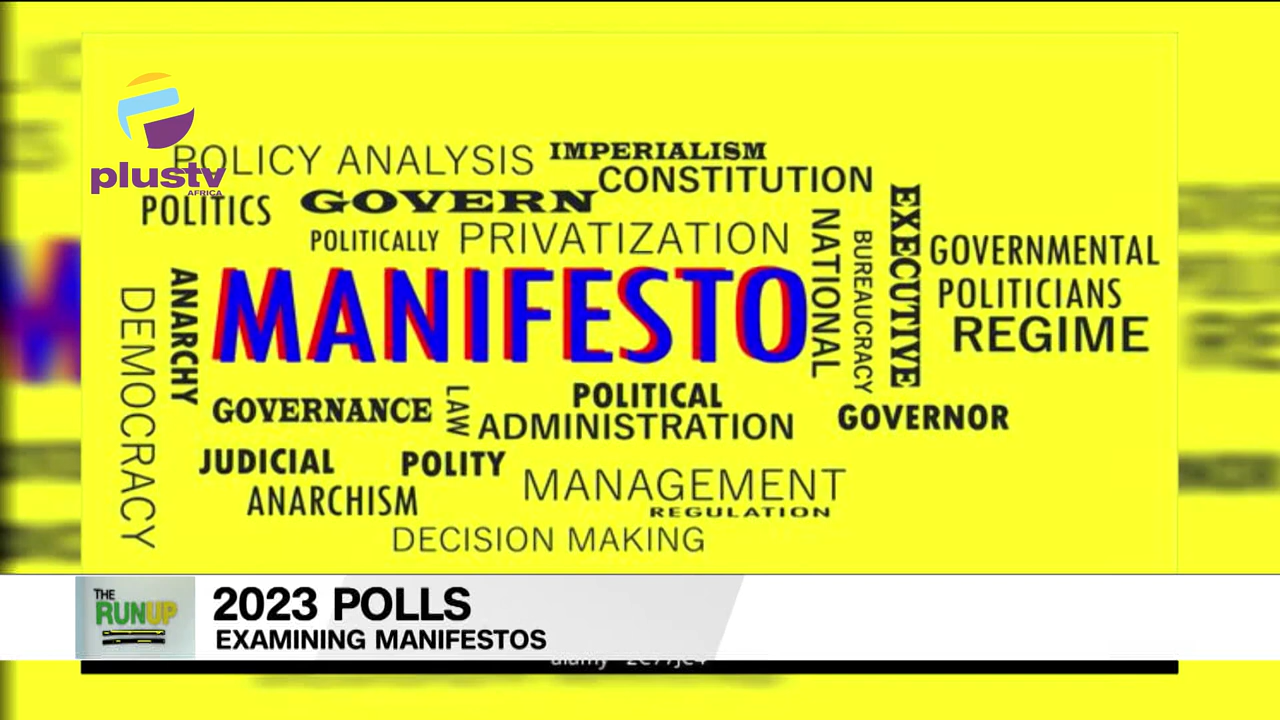 POLICY ANALYSIS
IMPERIALISM
CONSTITUTION
plustv
AFRICA
POLITICS
GOVERN
POLITICALLY
PRIVATIZATION
NATIONAL
BUREAUCRACY
EXECUTIVE
GOVERNMENTAL
POLITICIANS
REGIME
DEMOCRACY
ANARCHY
MANIFESTO
GOVERNANCE
LAW
POLITICAL
ADMINISTRATION
GOVERNOR
JUDICIAL
POLITY
MANAGEMENT
REGULATION
ANARCHISM
DECISION MAKING
THE
RUNUP
2023 POLLS
EXAMINING MANIFESTOS